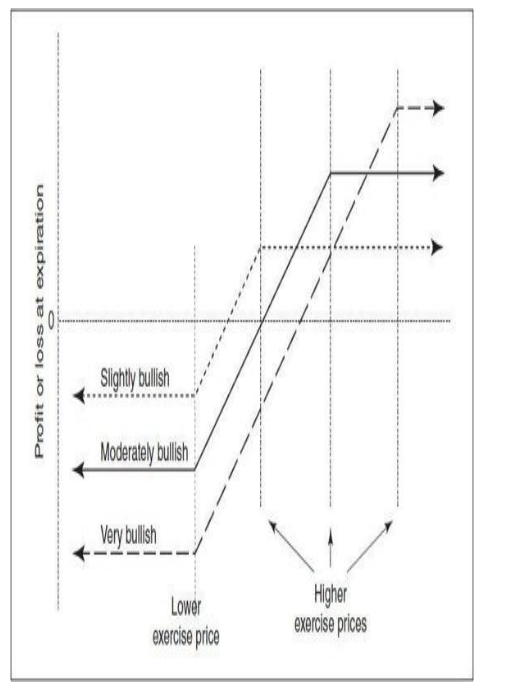 Profit or loss at expiration
0
Slightly bullish
Moderately bullish
Very bullish
Lower
exercise price
Higher
exercise prices